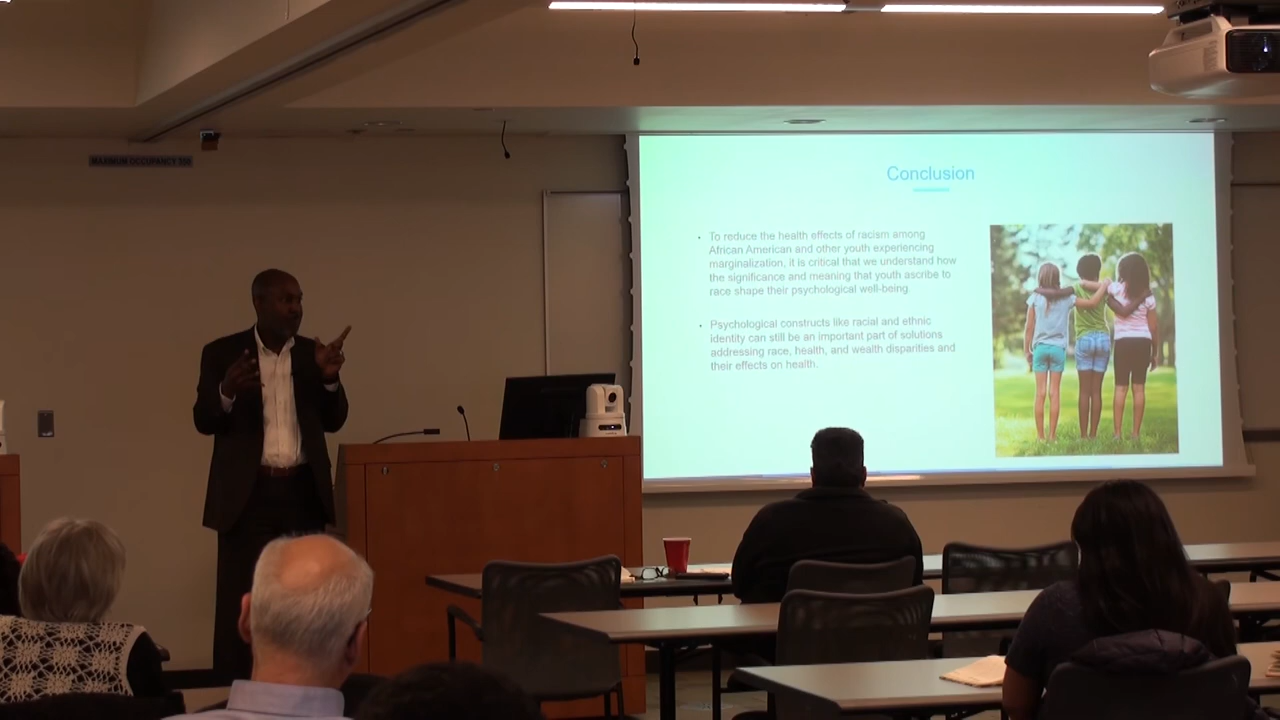 MAXIMUM OCCUPANCY
Conclusion
• To reduce the health effects of racism among
African American and other youth experiencing
marginalization, it is critical that we understand how
the significance and meaning that youth ascribe to
race shape their psychological well-being.
• Psychological constructs like racial and ethnic
identity can still be an important part of solutions
addressing race, health, and wealth disparities and
their effects on health.